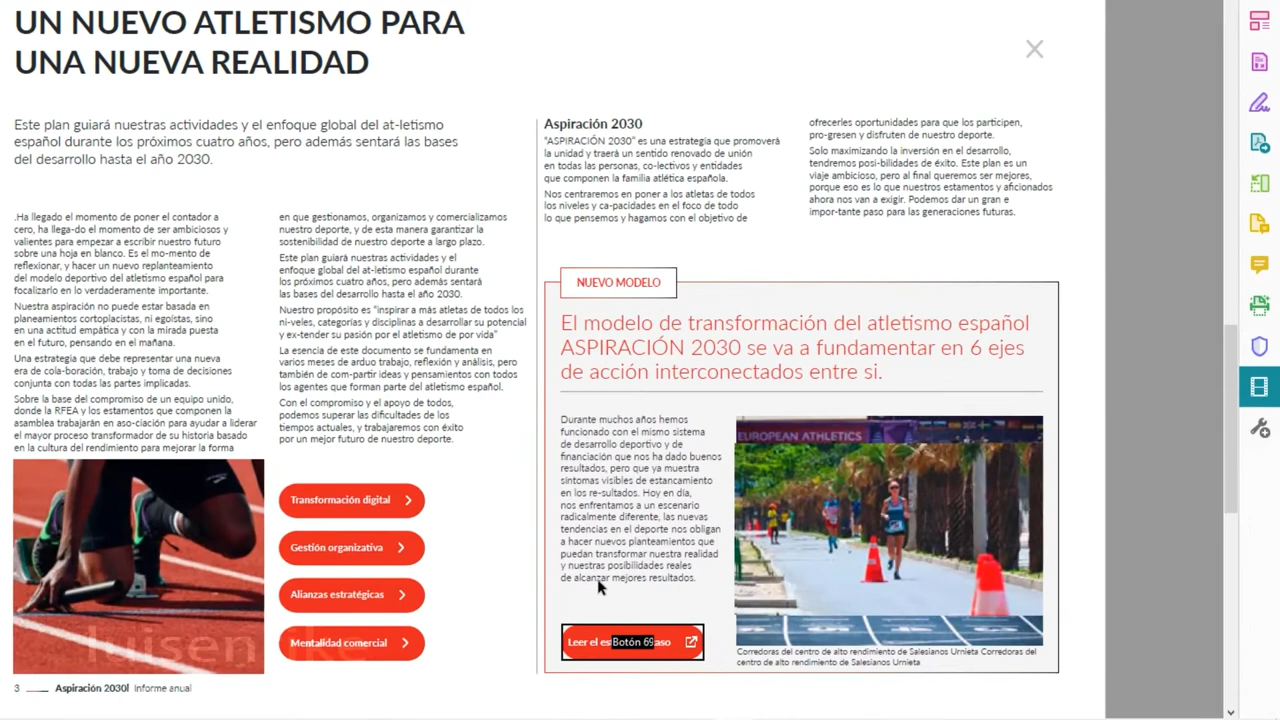 UN NUEVO ATLETISMO PARA
UNA NUEVA REALIDAD
Este plan guiará nuestras actividades y el enfoque global del at-letismo
español durante los próximos cuatro años, pero además sentará las bases
del desarrollo hasta el año 2030.
.Ha llegado el momento de poner el contador a
cero, ha llega-do el momento de ser ambiciosos y
valientes para empezar a escribir nuestro futuro
sobre una hoja en blanco. Es el mo-mento de
reflexionar, y hacer un nuevo replanteamiento
del modelo deportivo del atletismo español para
focalizarlo en lo verdaderamente importante.
Nuestra aspiración no puede estar basada en
planeamientos cortoplacistas, ni egoístas, sino
en una actitud empática y con la mirada puesta
en el futuro, pensando en el mañana.
Una estrategia que debe representar una nueva
era de cola-boración, trabajo y toma de decisiones
conjunta con todas las partes implicadas.
Sobre la base del compromiso de un equipo unido,
donde la RFEA y los estamentos que componen la
asamblea trabajarán en aso-ciación para ayudar a liderar
el mayor proceso transformador de su historia basado
en la cultura del rendimiento para mejorar la forma
en que gestionamos, organizamos y comercializamos
nuestro deporte, y de esta manera garantizar la
sostenibilidad de nuestro deporte a largo plazo.
Este plan guiará nuestras actividades y el
enfoque global del at-letismo español durante
los próximos cuatro años, pero además sentará
las bases del desarrollo hasta el año 2030.
Nuestro propósito es “inspirar a más atletas de todos los
ni-veles, categorías y disciplinas a desarrollar su potencial
y ex-tender su pasión por el atletismo de por vida”
La esencia de este documento se fundamenta en
varios meses de arduo trabajo, reflexión y análisis, pero
también de com-partir ideas y pensamientos con todos
los agentes que forman parte del atletismo español.
Con el compromiso y el apoyo de todos,
podemos superar las dificultades de los
tiempos actuales, y trabajaremos con éxito
por un mejor futuro de nuestro deporte.
Transformación digital
Gestión organizativa
Alianzas estratégicas
Mentalidad comercial
luisen
3 Aspiración 2030| Informe anual
Aspiración 2030
“ASPIRACIÓN 2030” es una estrategia que promoverá
la unidad y traerá un sentido renovado de unión
en todas las personas, co-lectivos y entidades
que componen la familia atlética española.
Nos centraremos en poner a los atletas de todos
los niveles y ca-pacidades en el foco de todo
lo que pensemos y hagamos con el objetivo de
ofrecerles oportunidades para que los participen,
pro-gresen y disfruten de nuestro deporte.
Solo maximizando la inversión en el desarrollo,
tendremos posi-bilidades de éxito. Este plan es un
viaje ambicioso, pero al final queremos ser mejores,
porque eso es lo que nuestros estamentos y aficionados
ahora nos van a exigir. Podemos dar un gran e
impor-tante paso para las generaciones futuras.
NUEVO MODELO
El modelo de transformación del atletismo español
ASPIRACIÓN 2030 se va a fundamentar en 6 ejes
de acción interconectados entre si.
Durante muchos años hemos
funcionado con el mismo sistema
de desarrollo deportivo y de
financiación que nos ha dado buenos
resultados, pero que ya muestra
síntomas visibles de estancamiento
en los re-sultados. Hoy en día,
nos enfrentamos a un escenario
radicalmente diferente, las nuevas
tendencias en el deporte nos obligan
a hacer nuevos planteamientos que
puedan transformar nuestra realidad
y nuestras posibilidades reales
de alcanzar mejores resultados.
Leer el es Botón 69 aso
EUROPEAN ATHLETICS
Corredoras del centro de alto rendimiento de Salesianos Urnieta Corredoras del
centro de alto rendimiento de Salesianos Urnieta